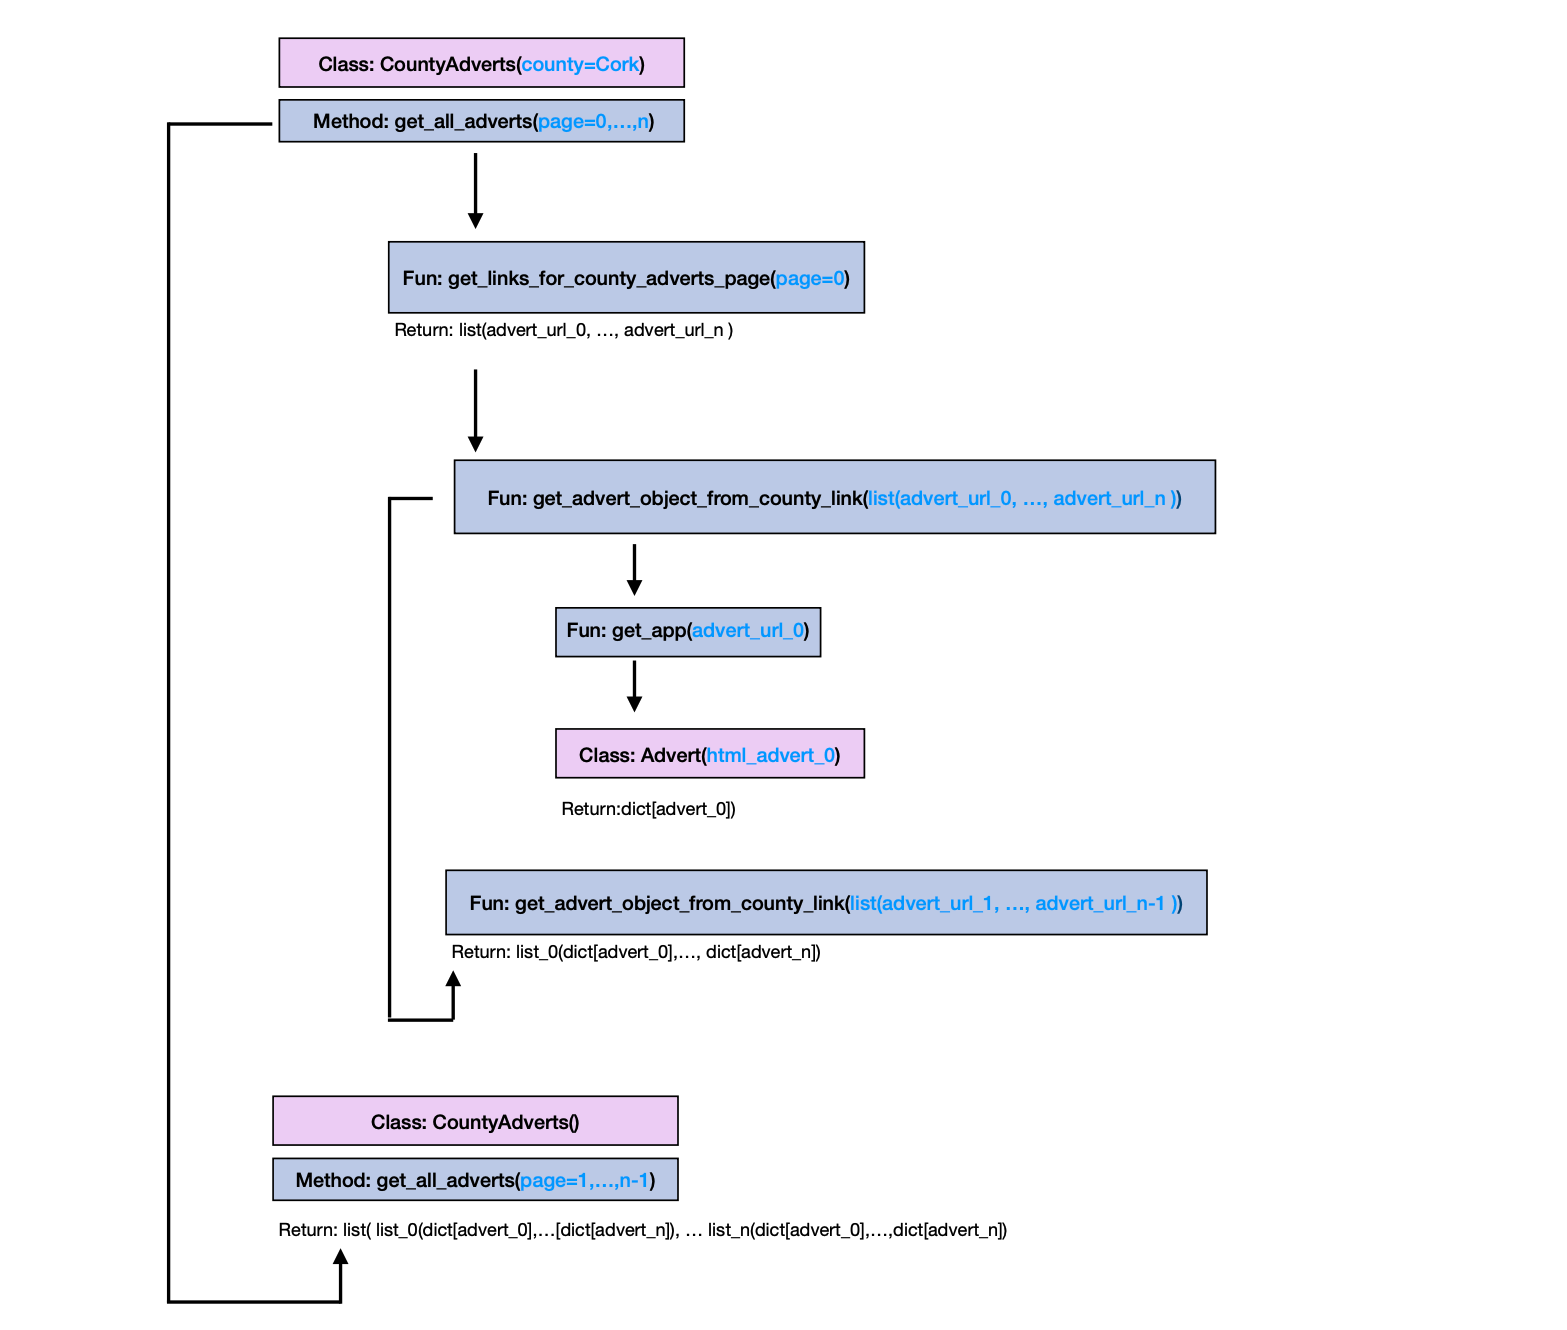 Class: CountyAdverts(county=Cork)
Method: get_all_adverts(page=0,…,n)
Fun: get_links_for_county_adverts_page(page=0)
Return: list(advert_url_0, …, advert_url_n )
Fun: get_advert_object_from_county_link(list(advert_url_0, …, advert_url_n ))
Fun: get_app(advert_url_0)
Class: Advert(html_advert_0)
Return:dict[advert_0])
Fun: get_advert_object_from_county_link(list(advert_url_1, …, advert_url_n-1 ))
Return: list_0(dict[advert_0],…, dict[advert_n])
Class: CountyAdverts()
Method: get_all_adverts(page=1,…,n-1)
Return: list( list_0(dict[advert_0],…[dict[advert_n]), … list_n(dict[advert_0],…,dict[advert_n])